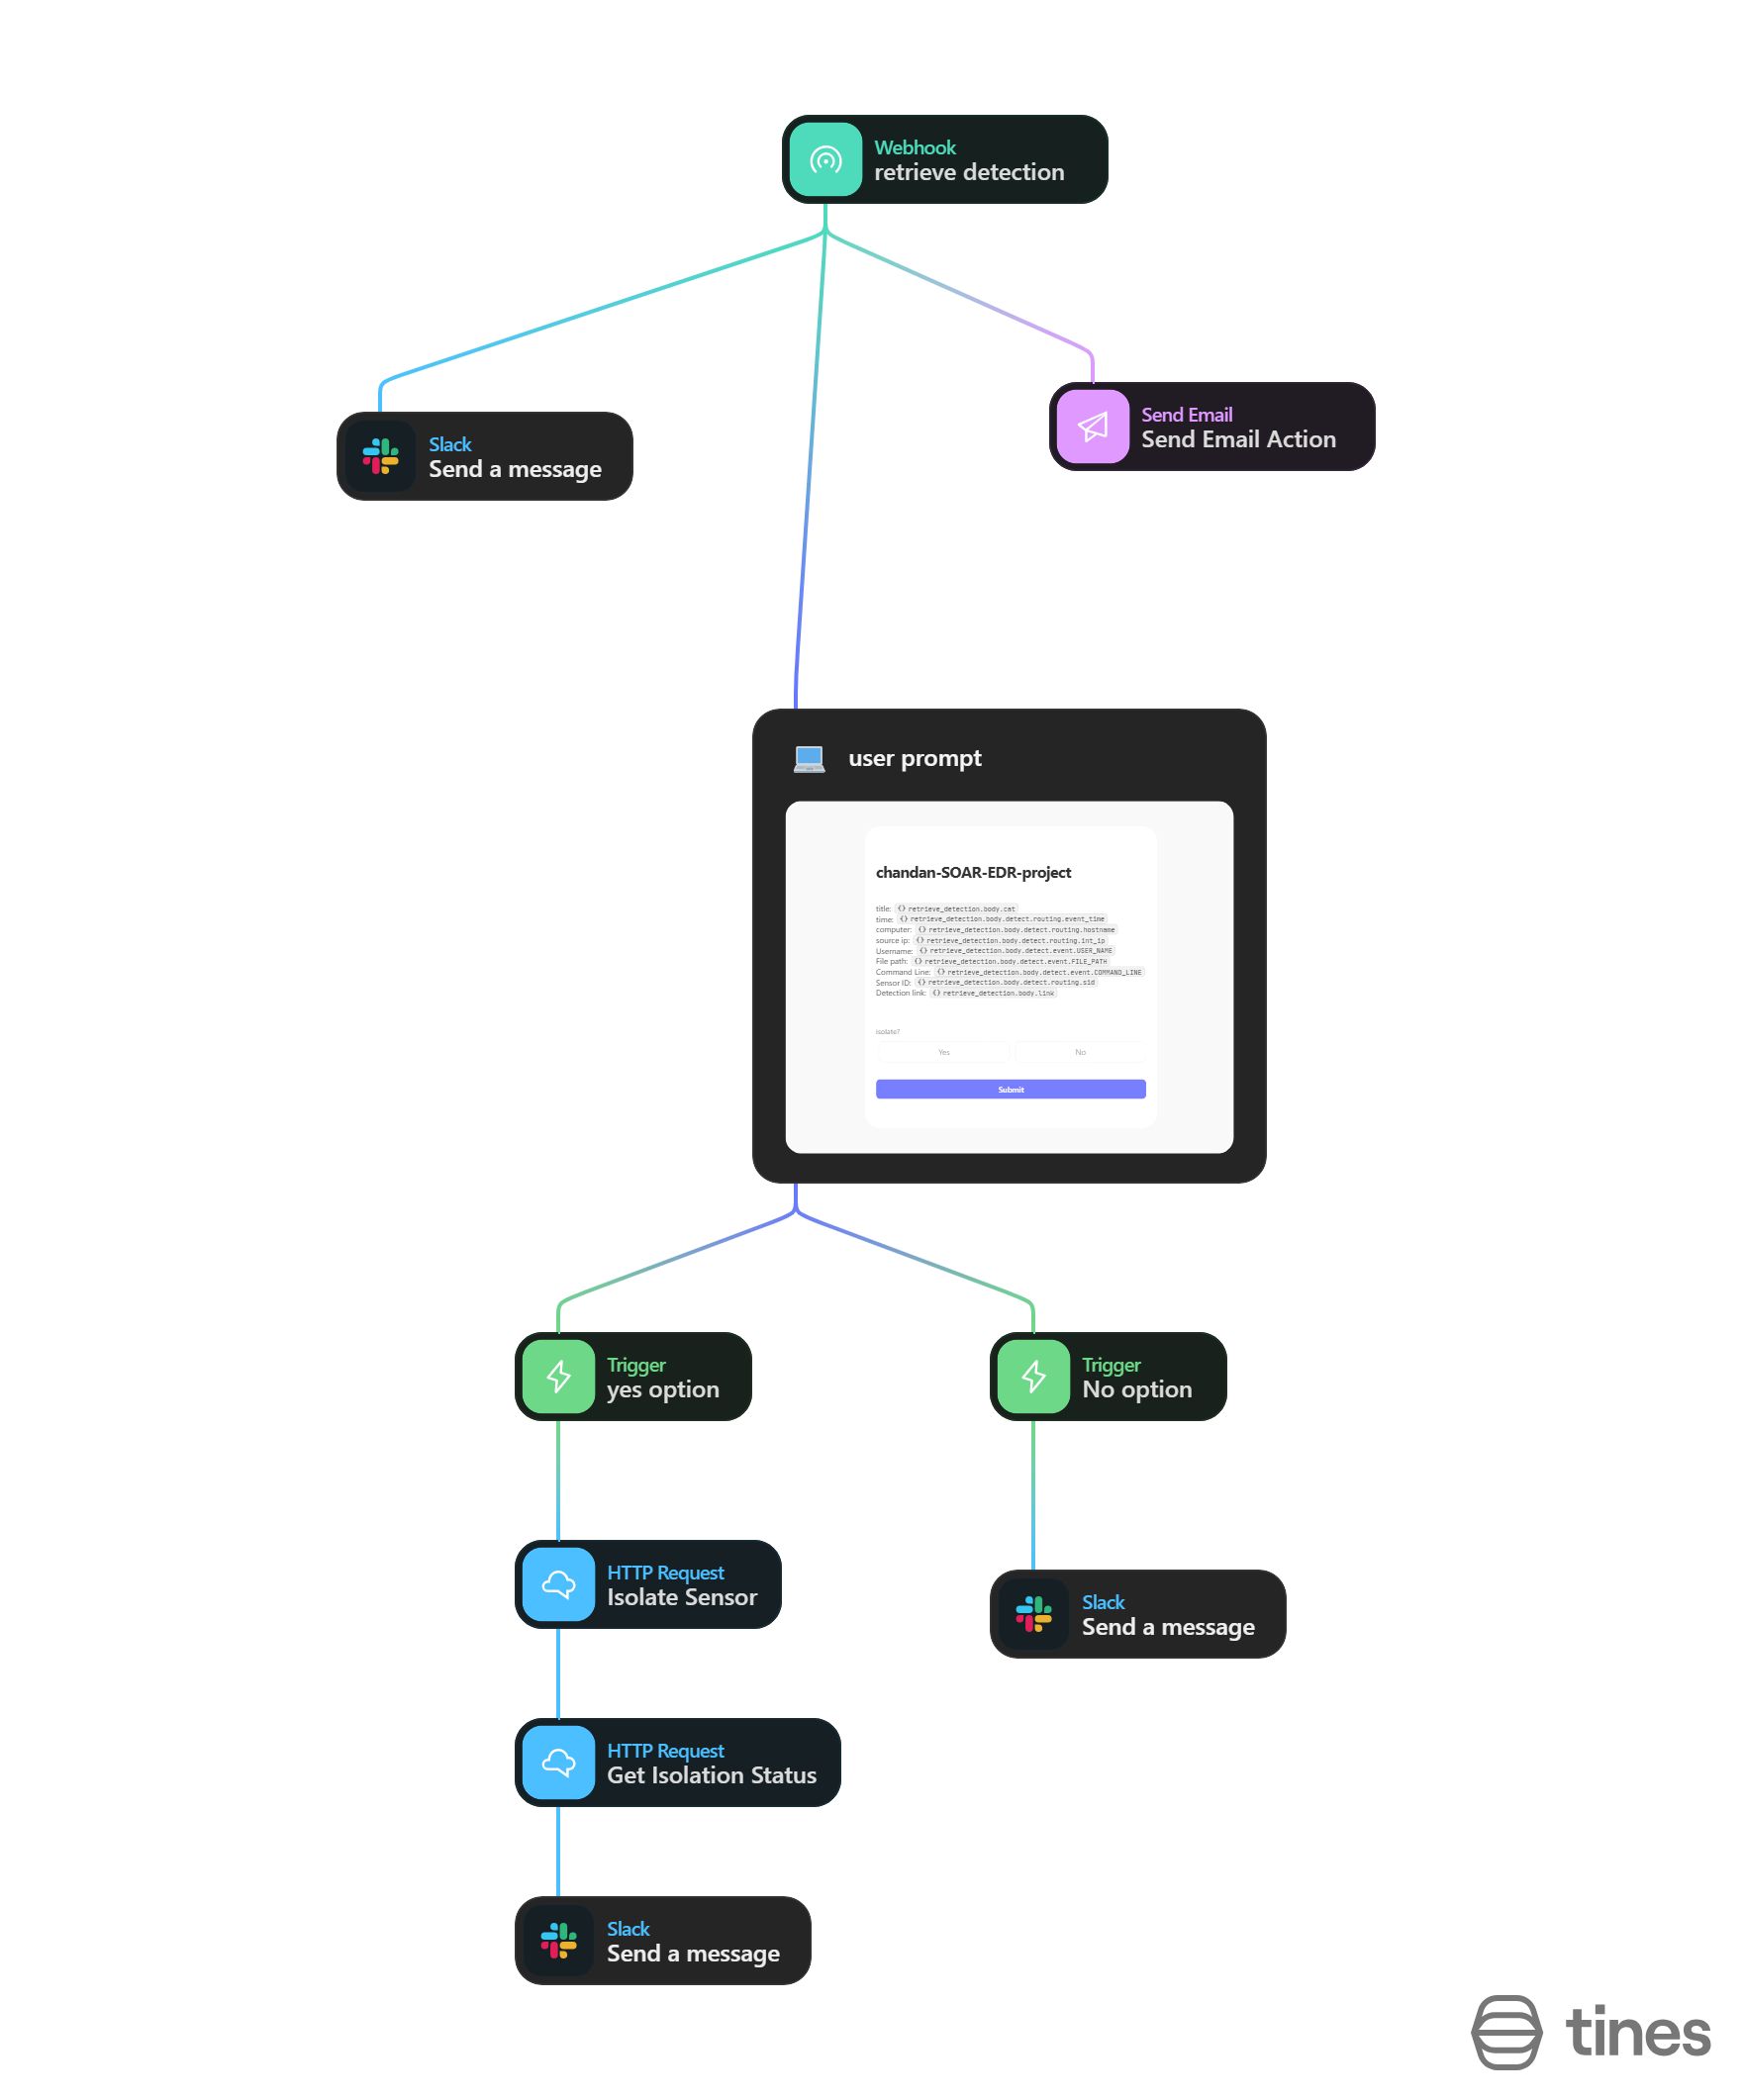 Webhook
retrieve detection
Slack
Send a message
Send Email
Send Email Action
user prompt
chandan-SOAR-EDR-project
title: retrieve_detection.body.cat
time: retrieve_detection.body.detect.routing.event_time
computer: retrieve_detection.body.detect.routing.hostname
source ip: retrieve_detection.body.detect.routing.int_ip
Username: retrieve_detection.body.detect.event.USER_NAME
File path: retrieve_detection.body.detect.event.FILE_PATH
Command Line: retrieve_detection.body.detect.event.COMMAND_LINE
Sensor ID: retrieve_detection.body.detect.routing.sid
Detection link: retrieve_detection.body.link
isolate?
Yes No
Submit
Trigger
yes option
Trigger
No option
HTTP Request
Isolate Sensor
Slack
Send a message
HTTP Request
Get Isolation Status
Slack
Send a message
tines